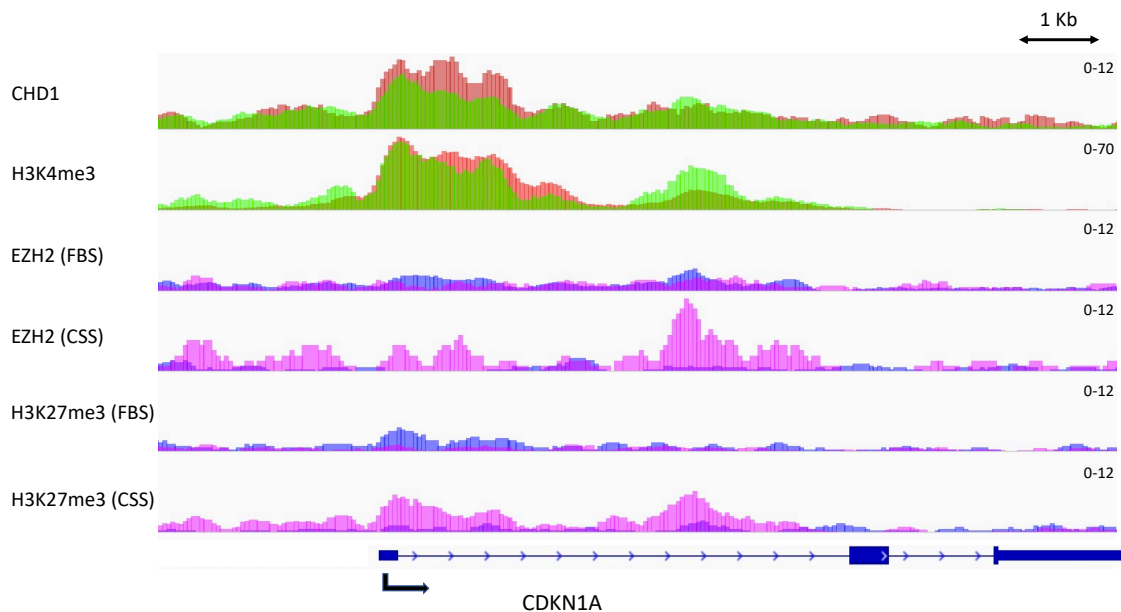 1 Kb
CHD1
0-12
H3K4me3
0-70
EZH2 (FBS)
0-12
EZH2 (CSS)
0-12
H3K27me3 (FBS)
0-12
H3K27me3 (CSS)
0-12
CDKN1A